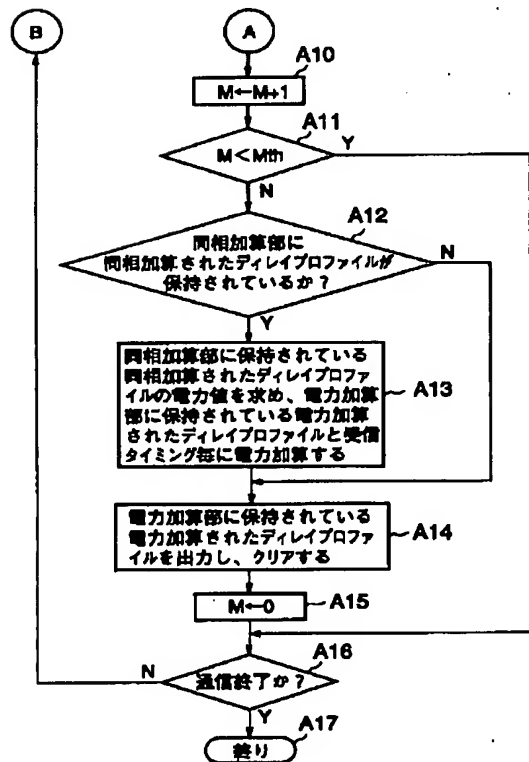 B
A
A10
M←M+1
A11
M<Mth
Y
N
A12
同相加算部に
同相加算されたディレイプロファイルが
保持されているか？
N
Y
同相加算部に保持されている
同相加算されたディレイプロファ
イルの電力値を求め、電力加算
部に保持されている電力加算
されたディレイプロファイルと受信
タイミング毎に電力加算する
A13
電力加算部に保持されている
電力加算されたディレイプロファ
イルを出力し、クリアする
A14
M←0
A15
A16
N
通信終了か？
Y
A17
終り